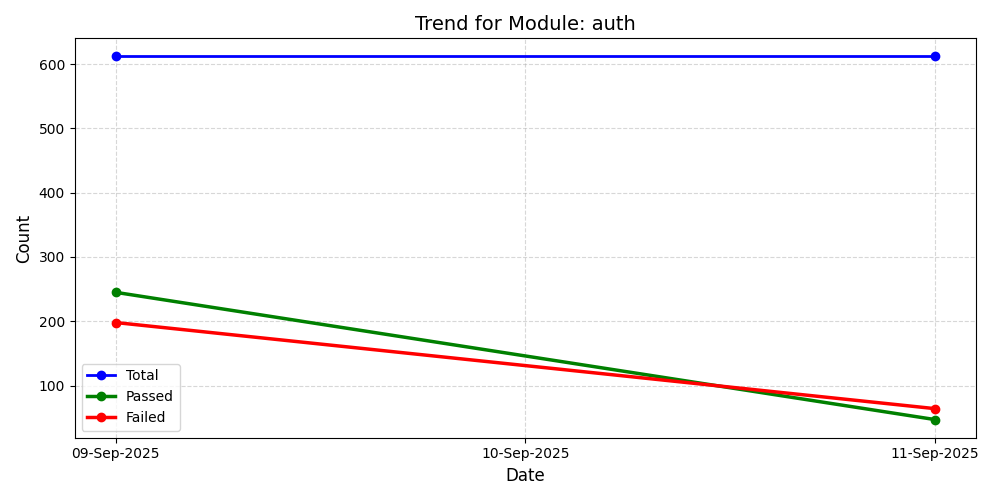 Trend for Module: auth
600
500
400
300
200
100
Count
Total
Passed
Failed
09-Sep-2025
10-Sep-2025
11-Sep-2025
Date